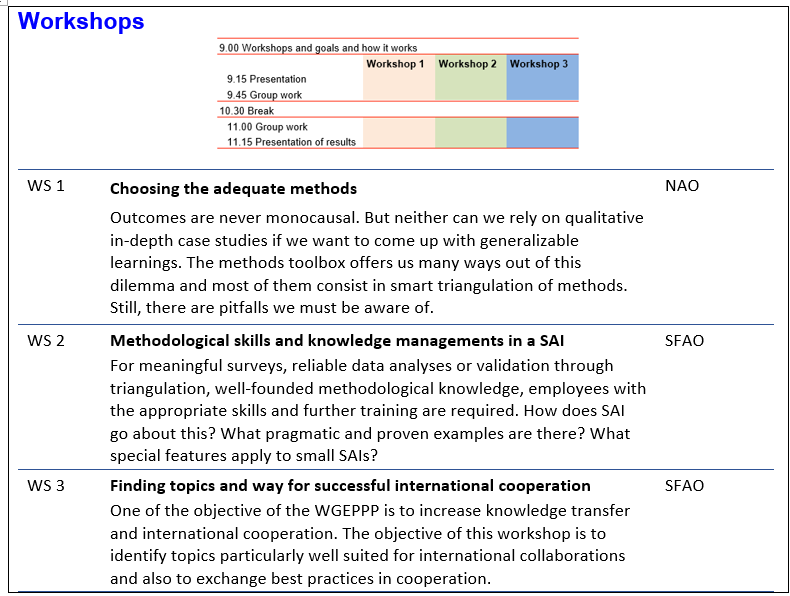 Workshops
9.00 Workshops and goals and how it works
Workshop 1 Workshop 2 Workshop 3
9.15 Presentation
9.45 Group work
10.30 Break
11.00 Group work
11.15 Presentation of results
WS 1 Choosing the adequate methods NAO
Outcomes are never monocausal. But neither can we rely on qualitative
in-depth case studies if we want to come up with generalizable
learnings. The methods toolbox offers us many ways out of this
dilemma and most of them consist in smart triangulation of methods.
Still, there are pitfalls we must be aware of.
WS 2 Methodological skills and knowledge managements in a SAI SFAO
For meaningful surveys, reliable data analyses or validation through
triangulation, well-founded methodological knowledge, employees with
the appropriate skills and further training are required. How does SAI
go about this? What pragmatic and proven examples are there? What
special features apply to small SAIs?
WS 3 Finding topics and way for successful international cooperation SFAO
One of the objective of the WGEPPP is to increase knowledge transfer
and international cooperation. The objective of this workshop is to
identify topics particularly well suited for international collaborations
and also to exchange best practices in cooperation.